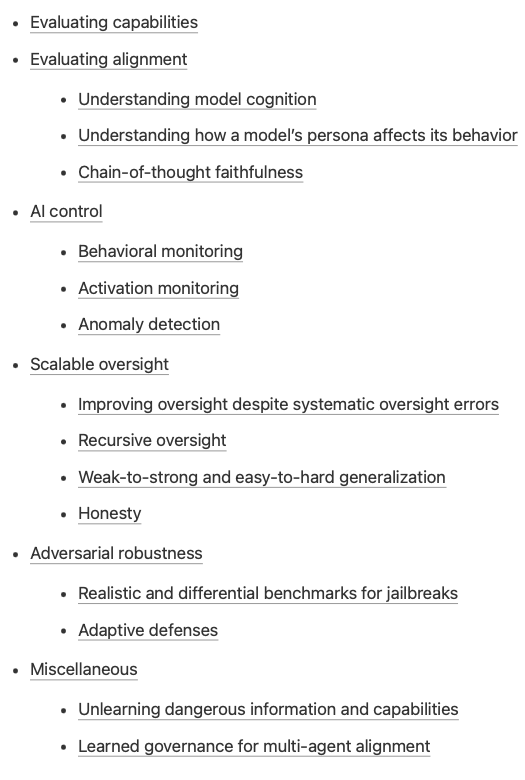 Evaluating capabilities
Evaluating alignment
Understanding model cognition
Understanding how a model’s persona affects its behavior
Chain-of-thought faithfulness
AI control
Behavioral monitoring
Activation monitoring
Anomaly detection
Scalable oversight
Improving oversight despite systematic oversight errors
Recursive oversight
Weak-to-strong and easy-to-hard generalization
Honesty
Adversarial robustness
Realistic and differential benchmarks for jailbreaks
Adaptive defenses
Miscellaneous
Unlearning dangerous information and capabilities
Learned governance for multi-agent alignment